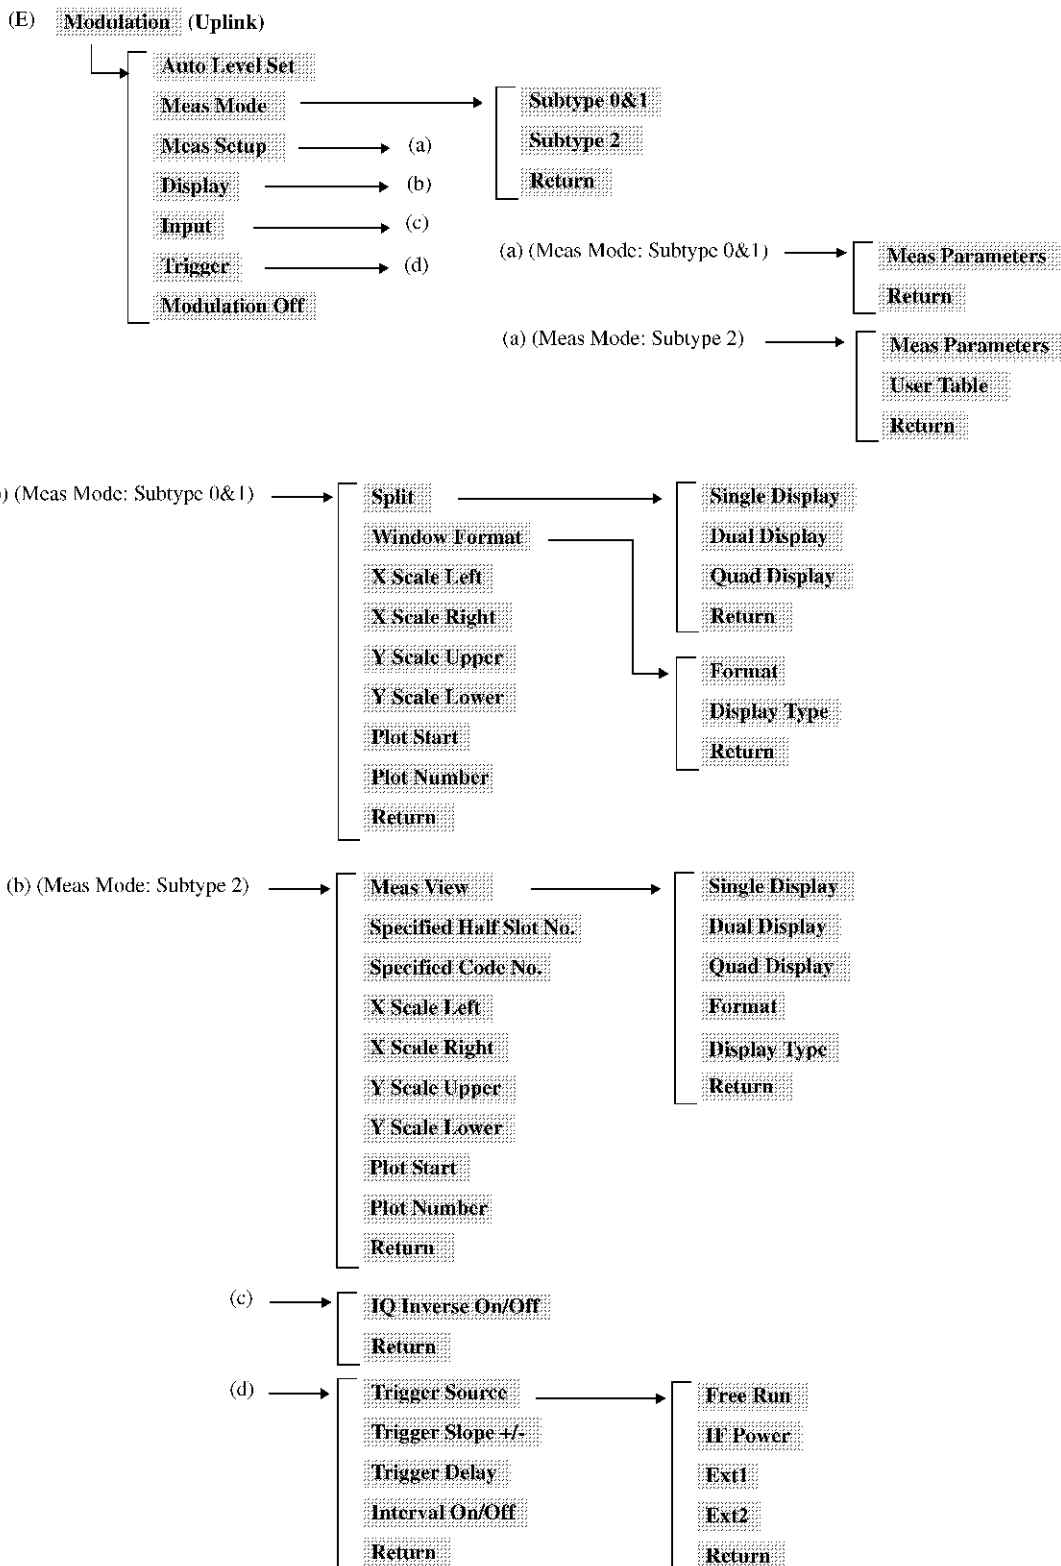 (E) Modulation (Uplink)
Auto Level Set
Meas Mode
Meas Setup
Display
Input
Trigger
Modulation Off
(a)
(b)
(c)
(d)
Subtype 0&1
Subtype 2
Return
(a) (Meas Mode: Subtype 0&1)
Meas Parameters
Return
(a) (Meas Mode: Subtype 2)
Meas Parameters
User Table
Return
) (Meas Mode: Subtype 0&1)
Split
Window Format
X Scale Left
X Scale Right
Y Scale Upper
Y Scale Lower
Plot Start
Plot Number
Return
Single Display
Dual Display
Quad Display
Return
Format
Display Type
Return
(b) (Meas Mode: Subtype 2)
Meas View
Specified Half Slot No.
Specified Code No.
X Scale Left
X Scale Right
Y Scale Upper
Y Scale Lower
Plot Start
Plot Number
Return
Single Display
Dual Display
Quad Display
Format
Display Type
Return
(c)
IQ Inverse On/Off
Return
(d)
Trigger Source
Trigger Slope +/-
Trigger Delay
Interval On/Off
Return
Free Run
IF Power
Ext1
Ext2
Return